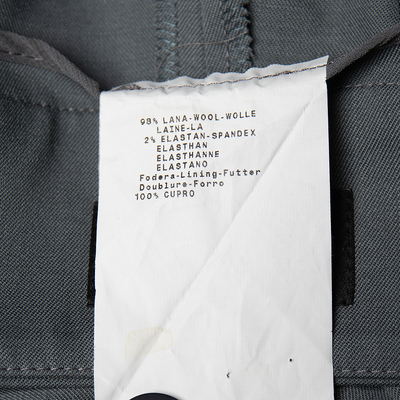 98% LANA-WOOL-WOLLE
LAINE-LA
2% ELASTAN-SPANDEX
ELASTHAN
ELASTHANNE
ELASTANO
Fodera-Lining-Futter
Doublure-Forro
100% CUPRO